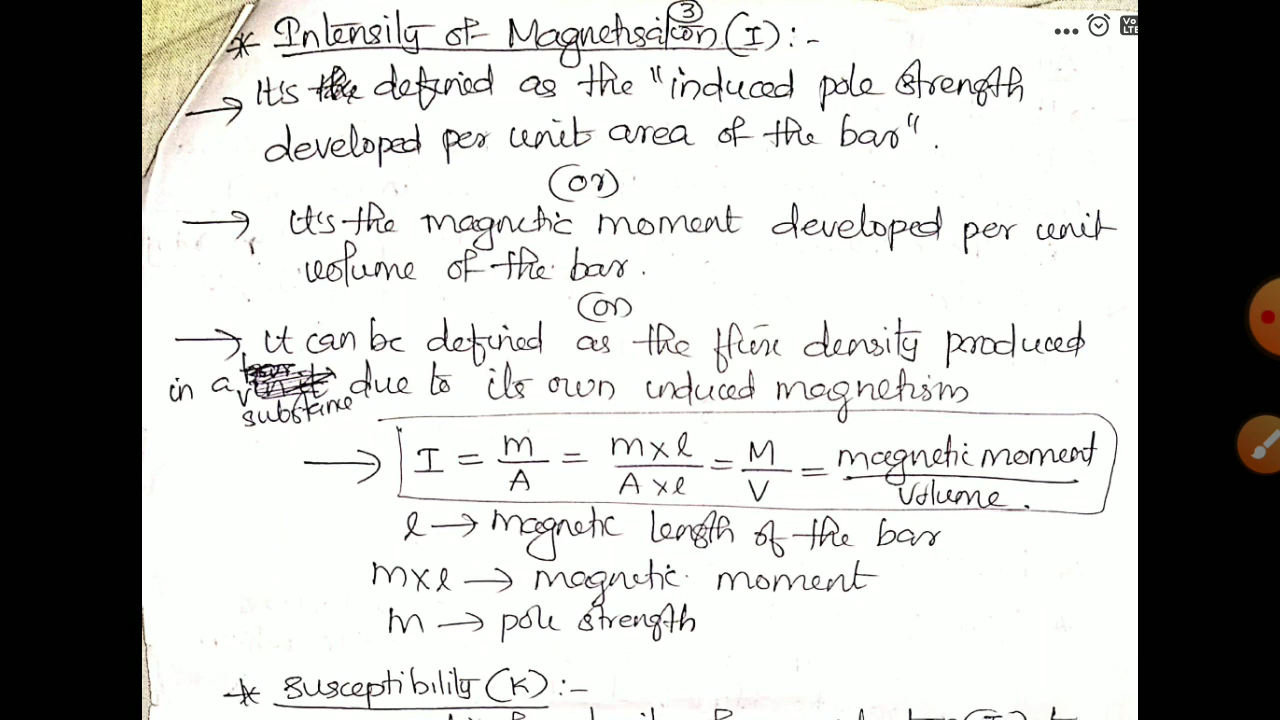 3
* Intensity of Magnetisation (I) :-
Vo
LTE
→ It's the defined as the "induced pole strength
developed per unit area of the bar".
(or)
→ It's the magnetic moment developed per unit
volume of the bar.
(or)
→ It can be defined as the flux density produced
in a substance due to its own induced magnetism
→ I = m/A = m×l/A×l = M/V = magnetic moment/Volume.
l → magnetic length of the bar
m×l → magnetic moment
m → pole strength
* Susceptibility (K) :-